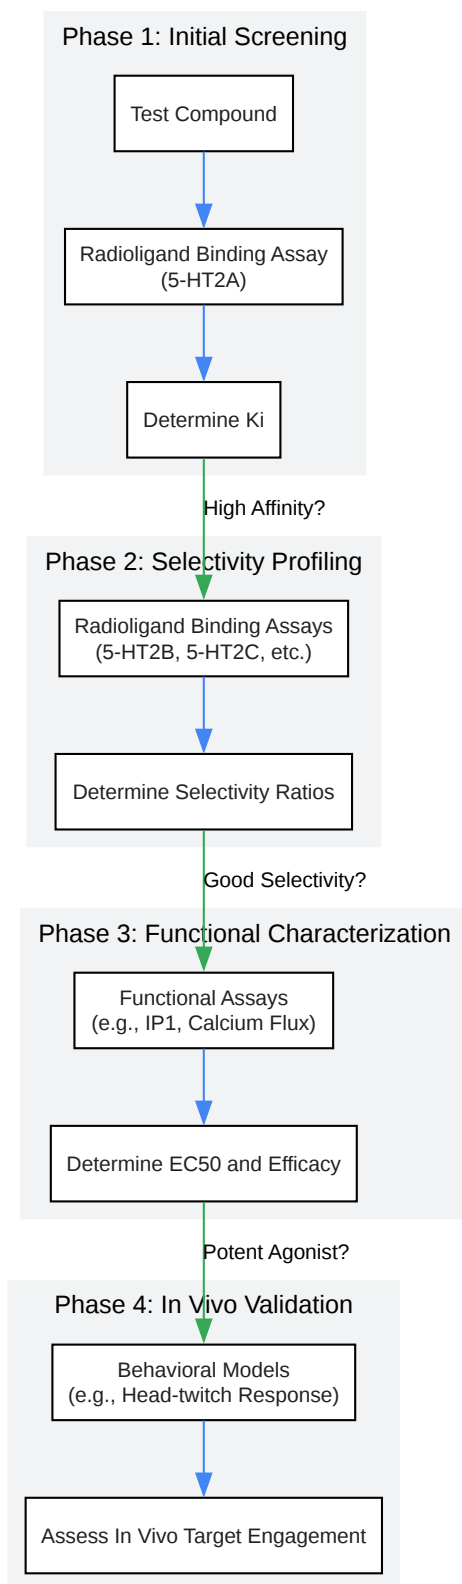 Phase 1: Initial Screening
Test Compound
Radioligand Binding Assay
(5-HT2A)
Determine Ki
High Affinity?
Phase 2: Selectivity Profiling
Radioligand Binding Assays
(5-HT2B, 5-HT2C, etc.)
Determine Selectivity Ratios
Good Selectivity?
Phase 3: Functional Characterization
Functional Assays
(e.g., IP1, Calcium Flux)
Determine EC50 and Efficacy
Potent Agonist?
Phase 4: In Vivo Validation
Behavioral Models
(e.g., Head-twitch Response)
Assess In Vivo Target Engagement